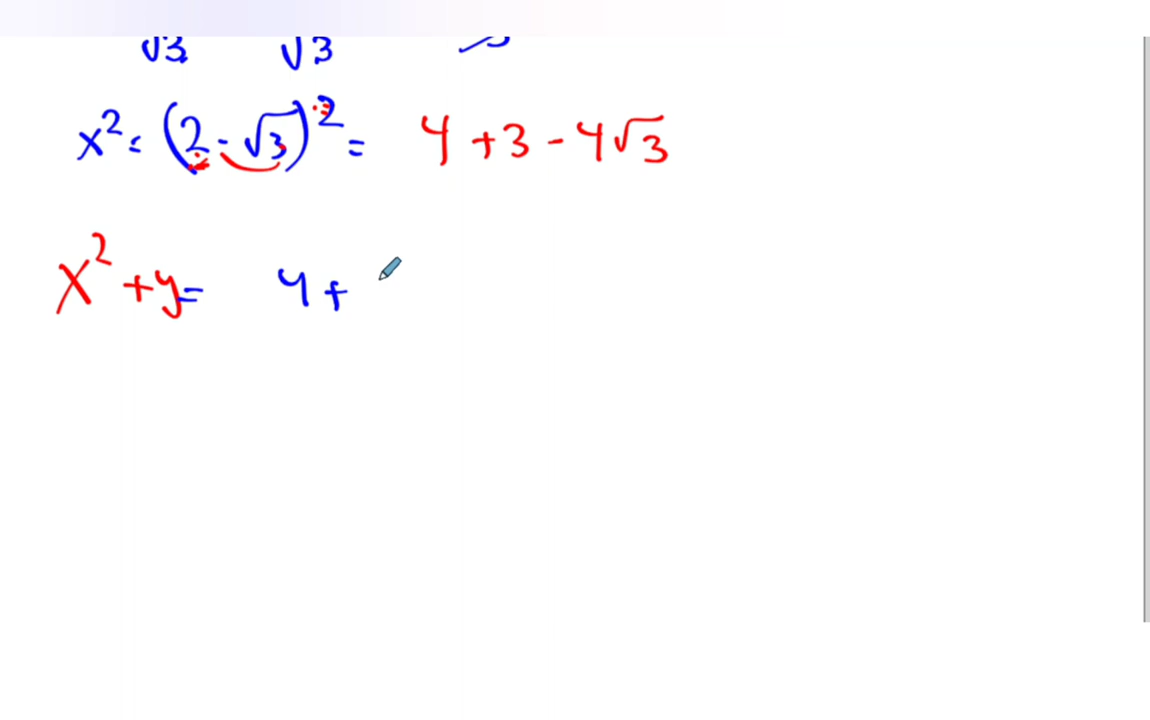 √3 √3
x² = (2 - √3)² = 4 + 3 - 4√3
x² + y = 4 +